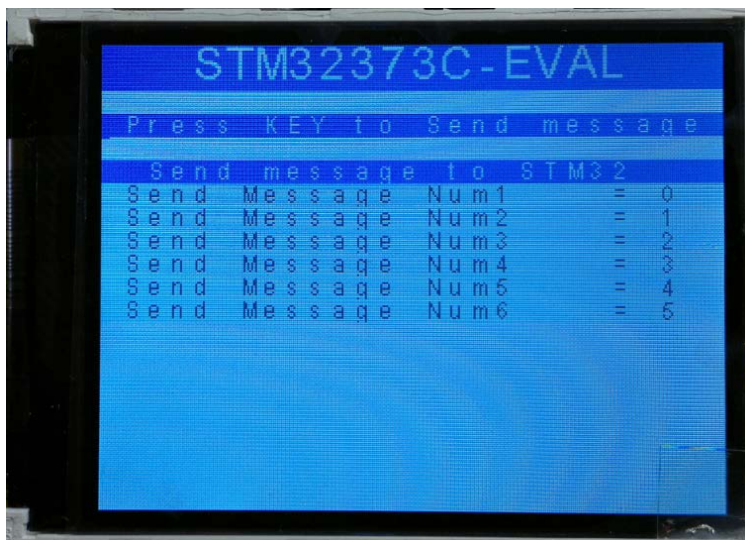 STM32373C-EVAL
Press KEY to Send message
Send message to STM32
Send Message Num1 = 0
Send Message Num2 = 1
Send Message Num3 = 2
Send Message Num4 = 3
Send Message Num5 = 4
Send Message Num6 = 5